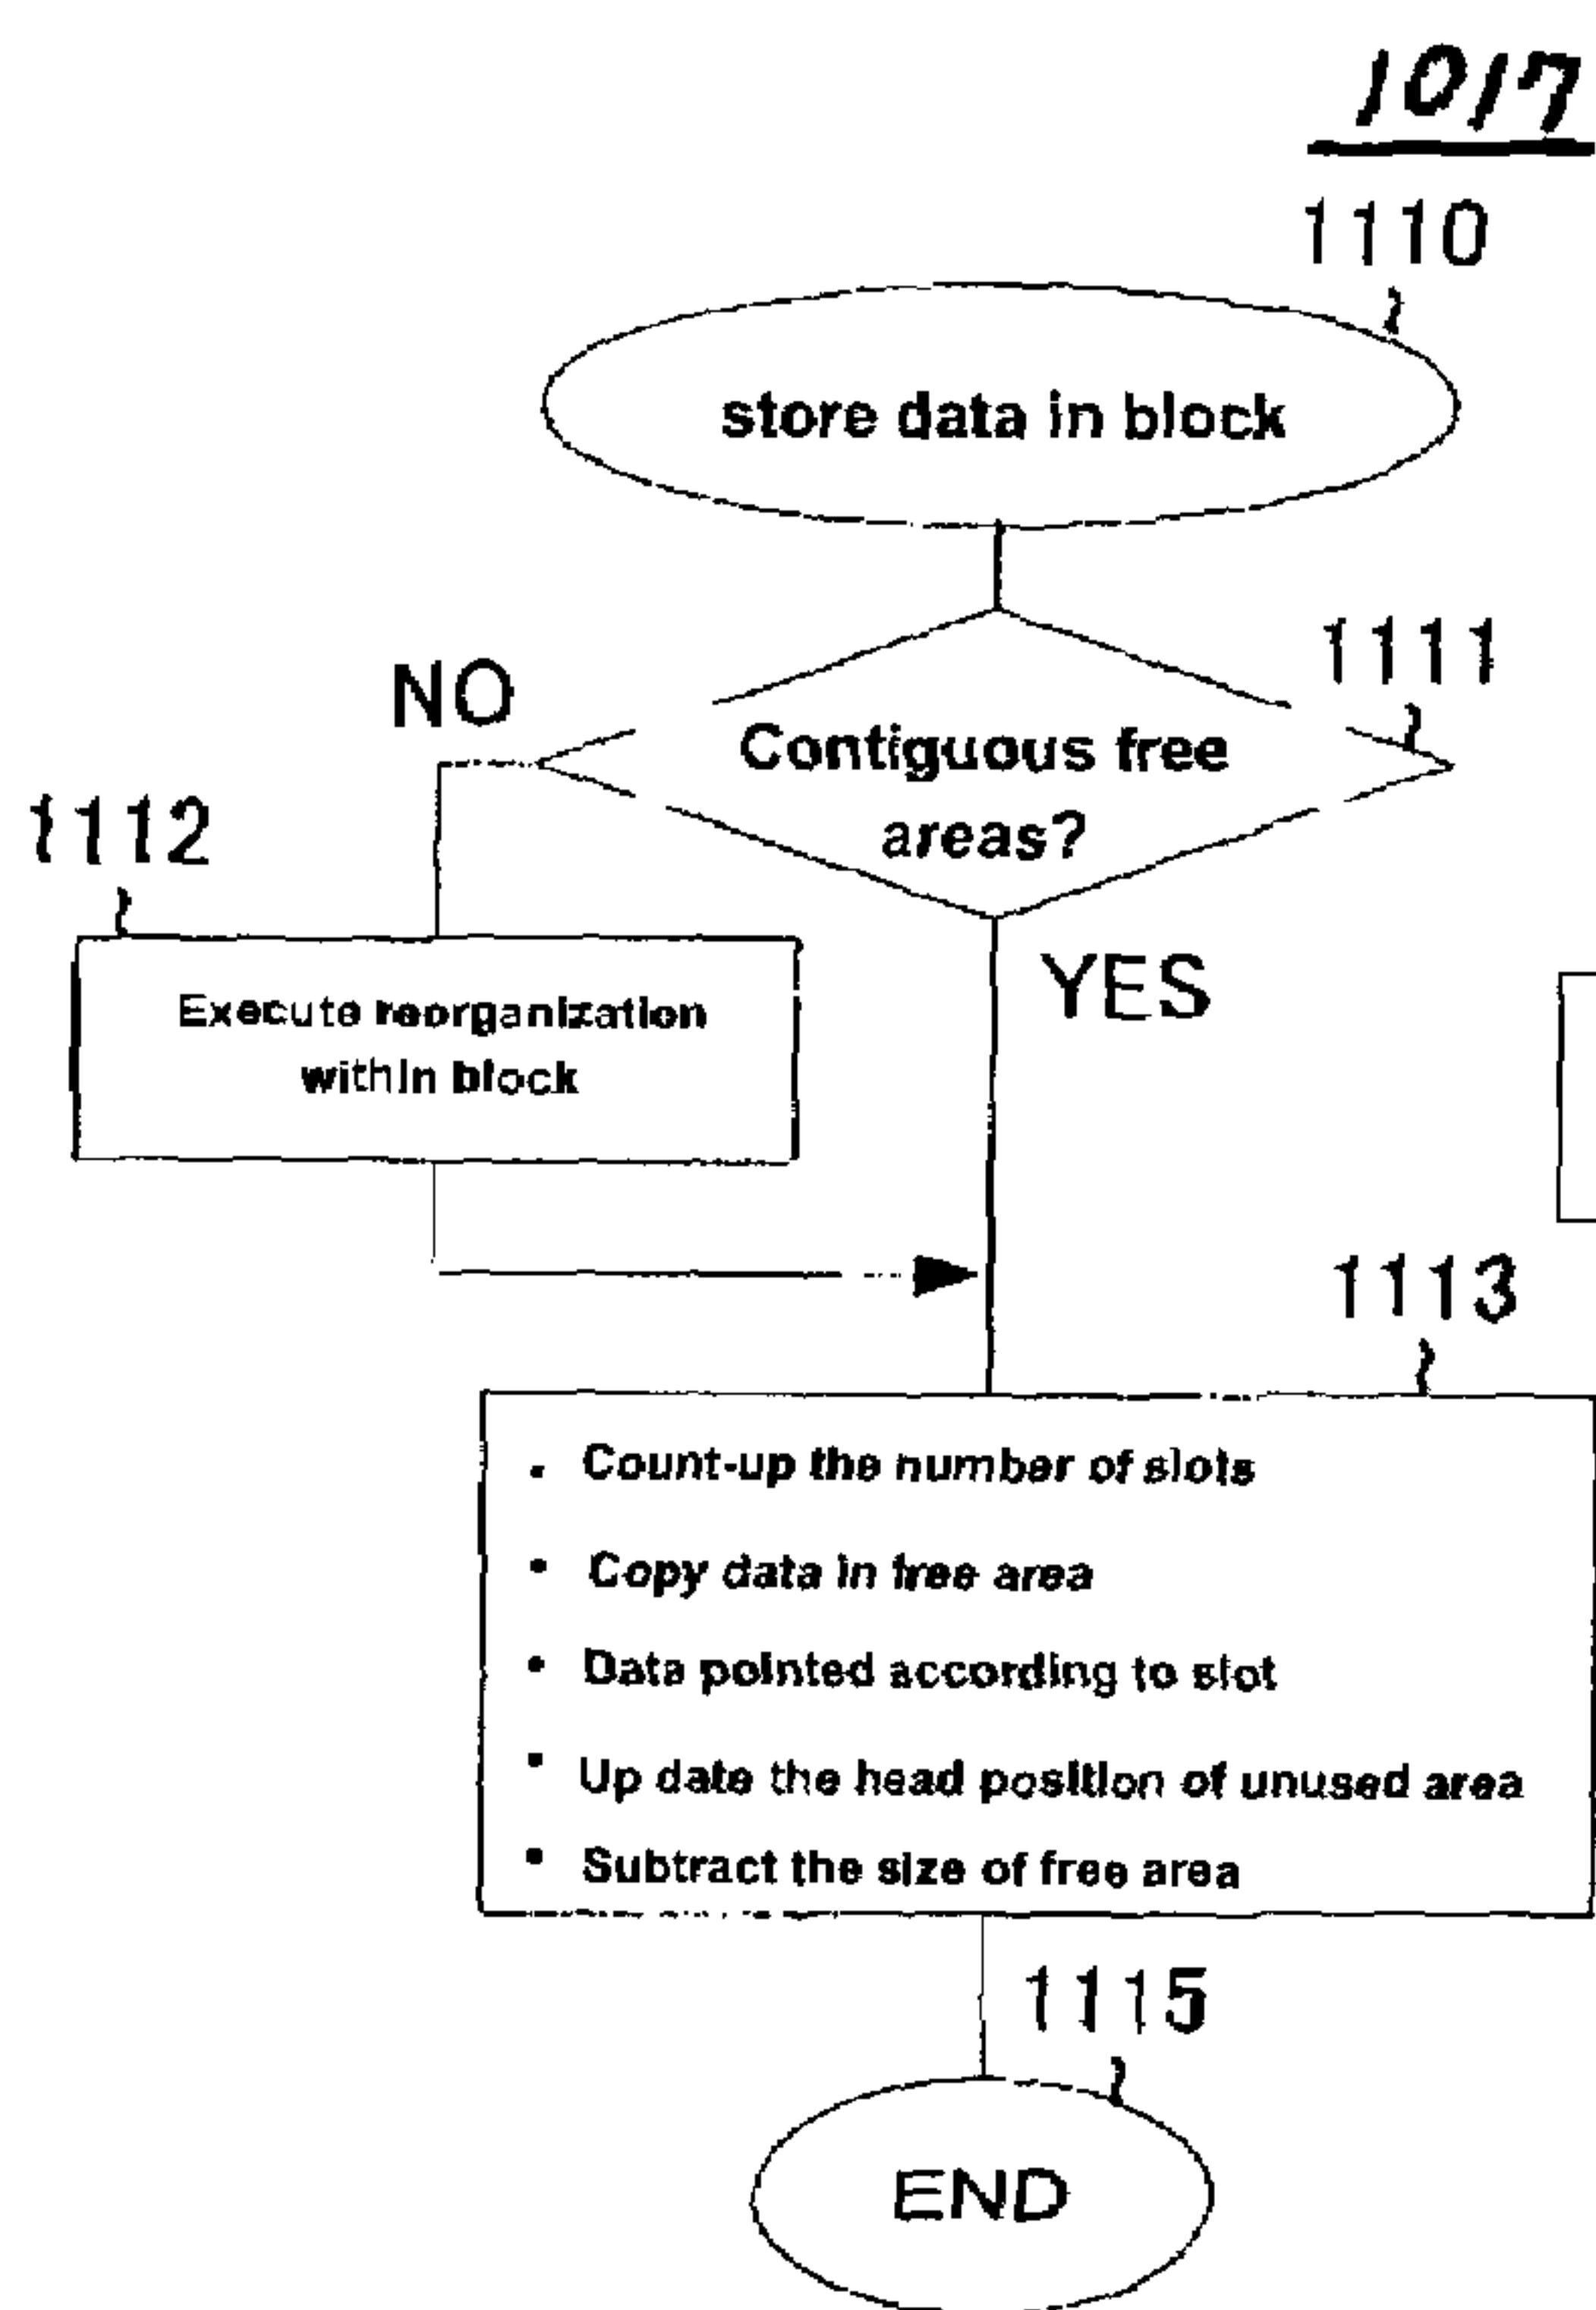 1017
1110
store data in block
1111
NO
Contiguous free
areas?
1112
YES
Execute reorganization
within block
1113
. Count-up the number of slots
• Copy data in free area
• Data pointed according to slot
• Up date the head position of unused area
• Subtract the size of free area
1115
END